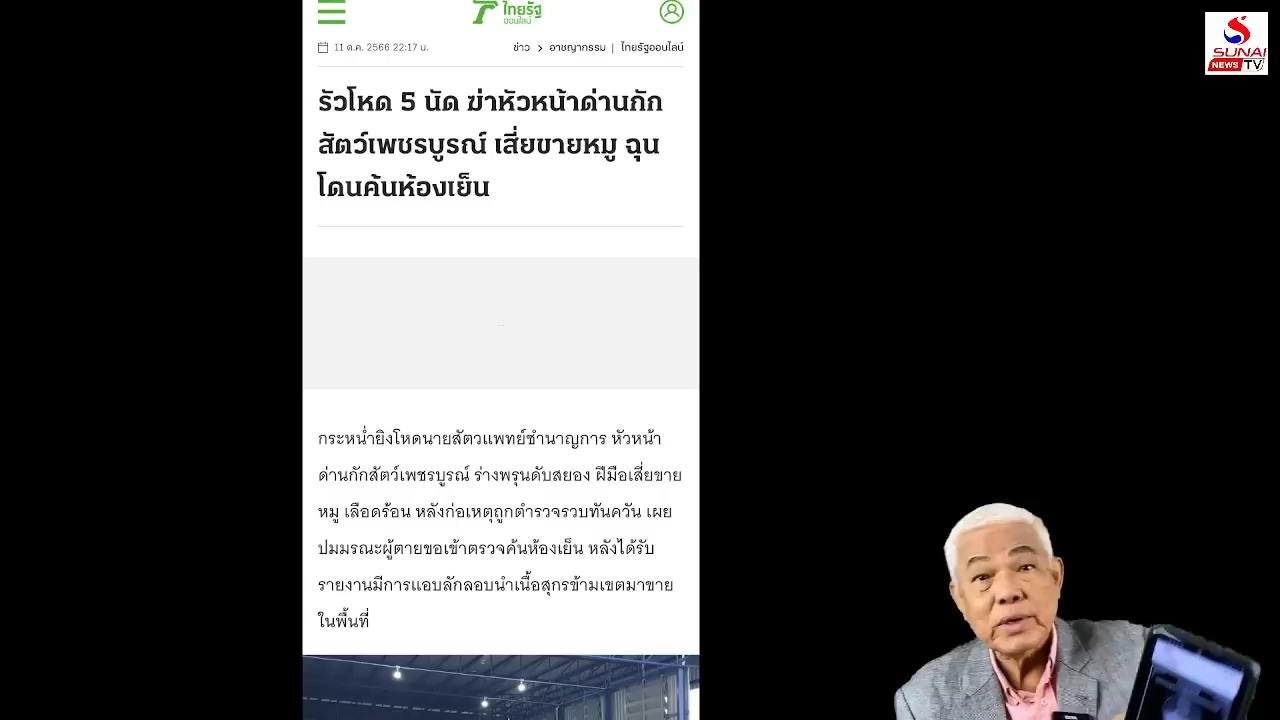 ไทยรัฐ
ออนไลน์
SUNAI
NEWS TV
11 ต.ค. 2566 22:17 น.
ข่าว > อาชญากรรม | ไทยรัฐออนไลน์
รัวโหด 5 นัด ฆ่าหัวหน้าด่านกัก
สัตว์เพชรบูรณ์ เสี่ยขายหมู ฉุน
โดนค้นห้องเย็น
กระหน่ำยิงโหดนายสัตวแพทย์ชำนาญการ หัวหน้า
ด่านกักสัตว์เพชรบูรณ์ ร่างพรุนดับสยอง ฝีมือเสี่ยขาย
หมู เลือดร้อน หลังก่อเหตุถูกตำรวจรวบทันควัน เผย
ปมมรณะผู้ตายขอเข้าตรวจค้นห้องเย็น หลังได้รับ
รายงานมีการแอบลักลอบนำเนื้อสุกรข้ามเขตมาขาย
ในพื้นที่